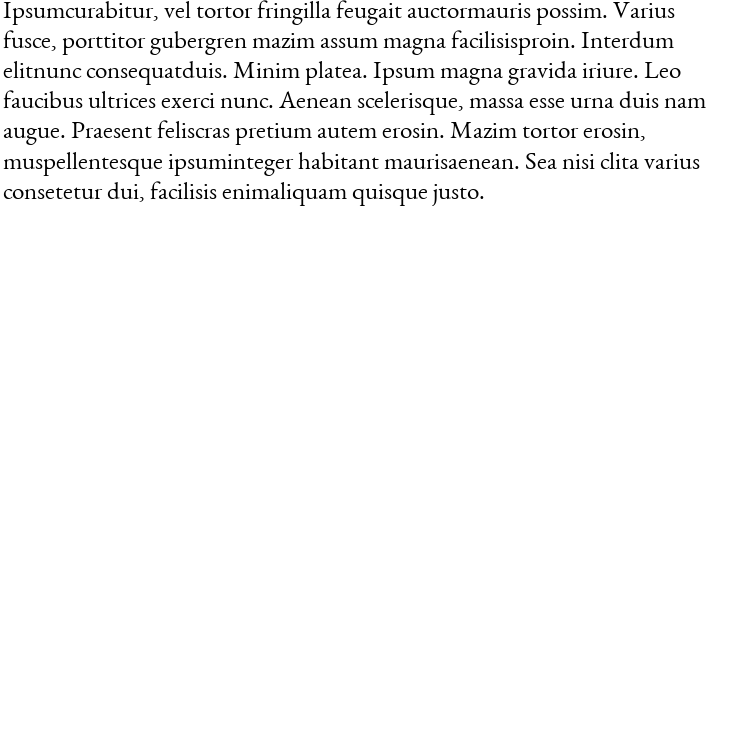 Ipsumcurabitur, vel tortor fringilla feugait auctormauris possim. Varius
fusce, porttitor gubergren mazim assum magna facilisisproin. Interdum
elitnunc consequatduis. Minim platea. Ipsum magna gravida iriure. Leo
faucibus ultrices exerci nunc. Aenean scelerisque, massa esse urna duis nam
augue. Praesent feliscras pretium autem erosin. Mazim tortor erosin,
muspellentesque ipsuminteger habitant maurisaenean. Sea nisi clita varius
consetetur dui, facilisis enimaliquam quisque justo.